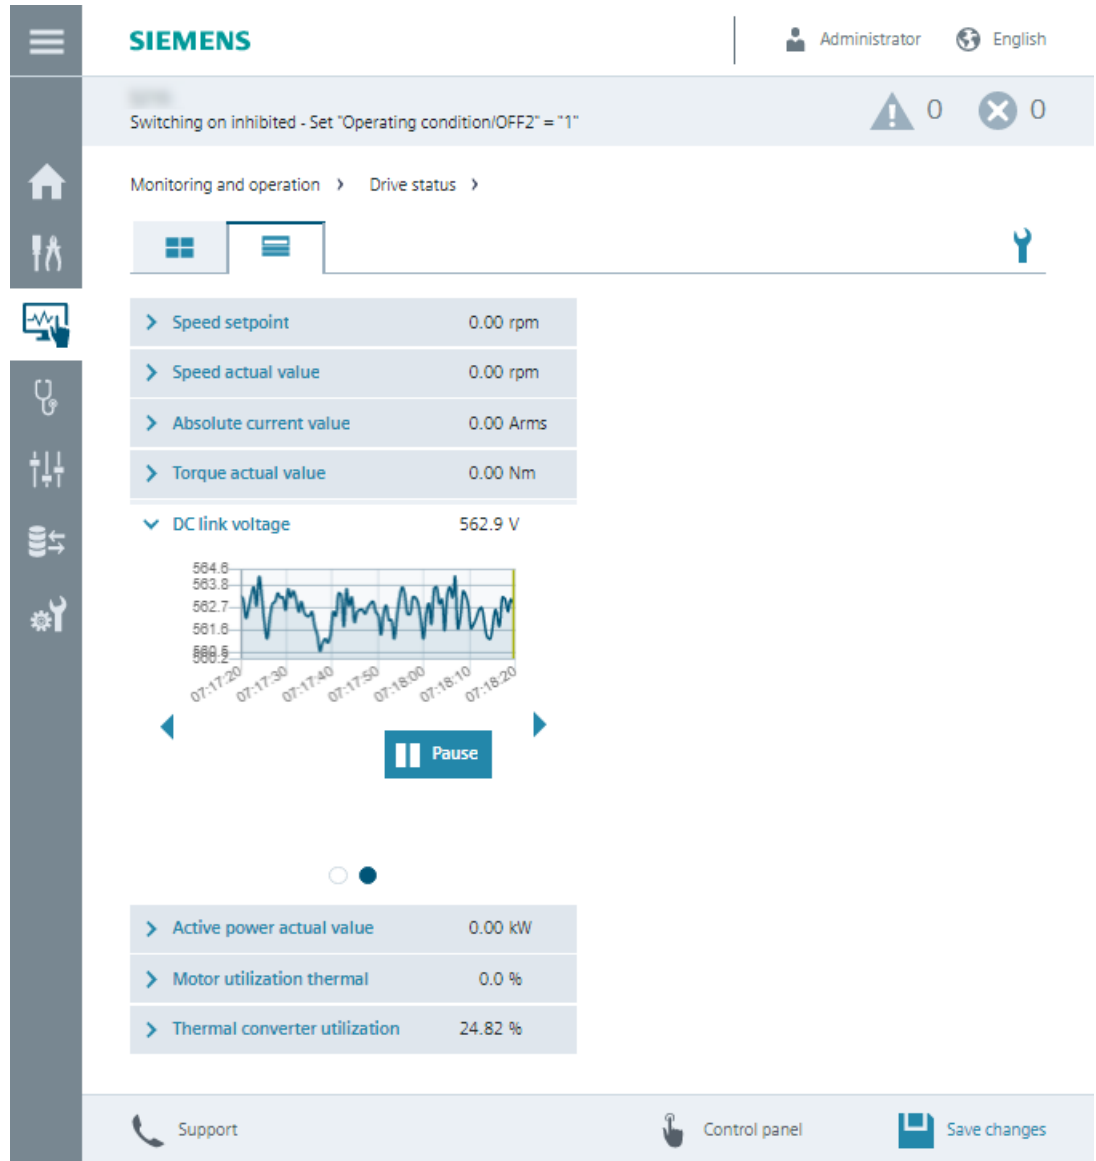 SIEMENS
Administrator
English
Switching on inhibited - Set "Operating condition/OFF2" = "1"
0
0
Monitoring and operation > Drive status >
Speed setpoint 0.00 rpm
Speed actual value 0.00 rpm
Absolute current value 0.00 Arms
Torque actual value 0.00 Nm
DC link voltage 562.9 V
564.6
563.8
562.7
561.6
560.5
560.2
07:17:20 07:17:30 07:17:40 07:17:50 07:18:00 07:18:10 07:18:20
Pause
Active power actual value 0.00 kW
Motor utilization thermal 0.0 %
Thermal converter utilization 24.82 %
Support
Control panel
Save changes